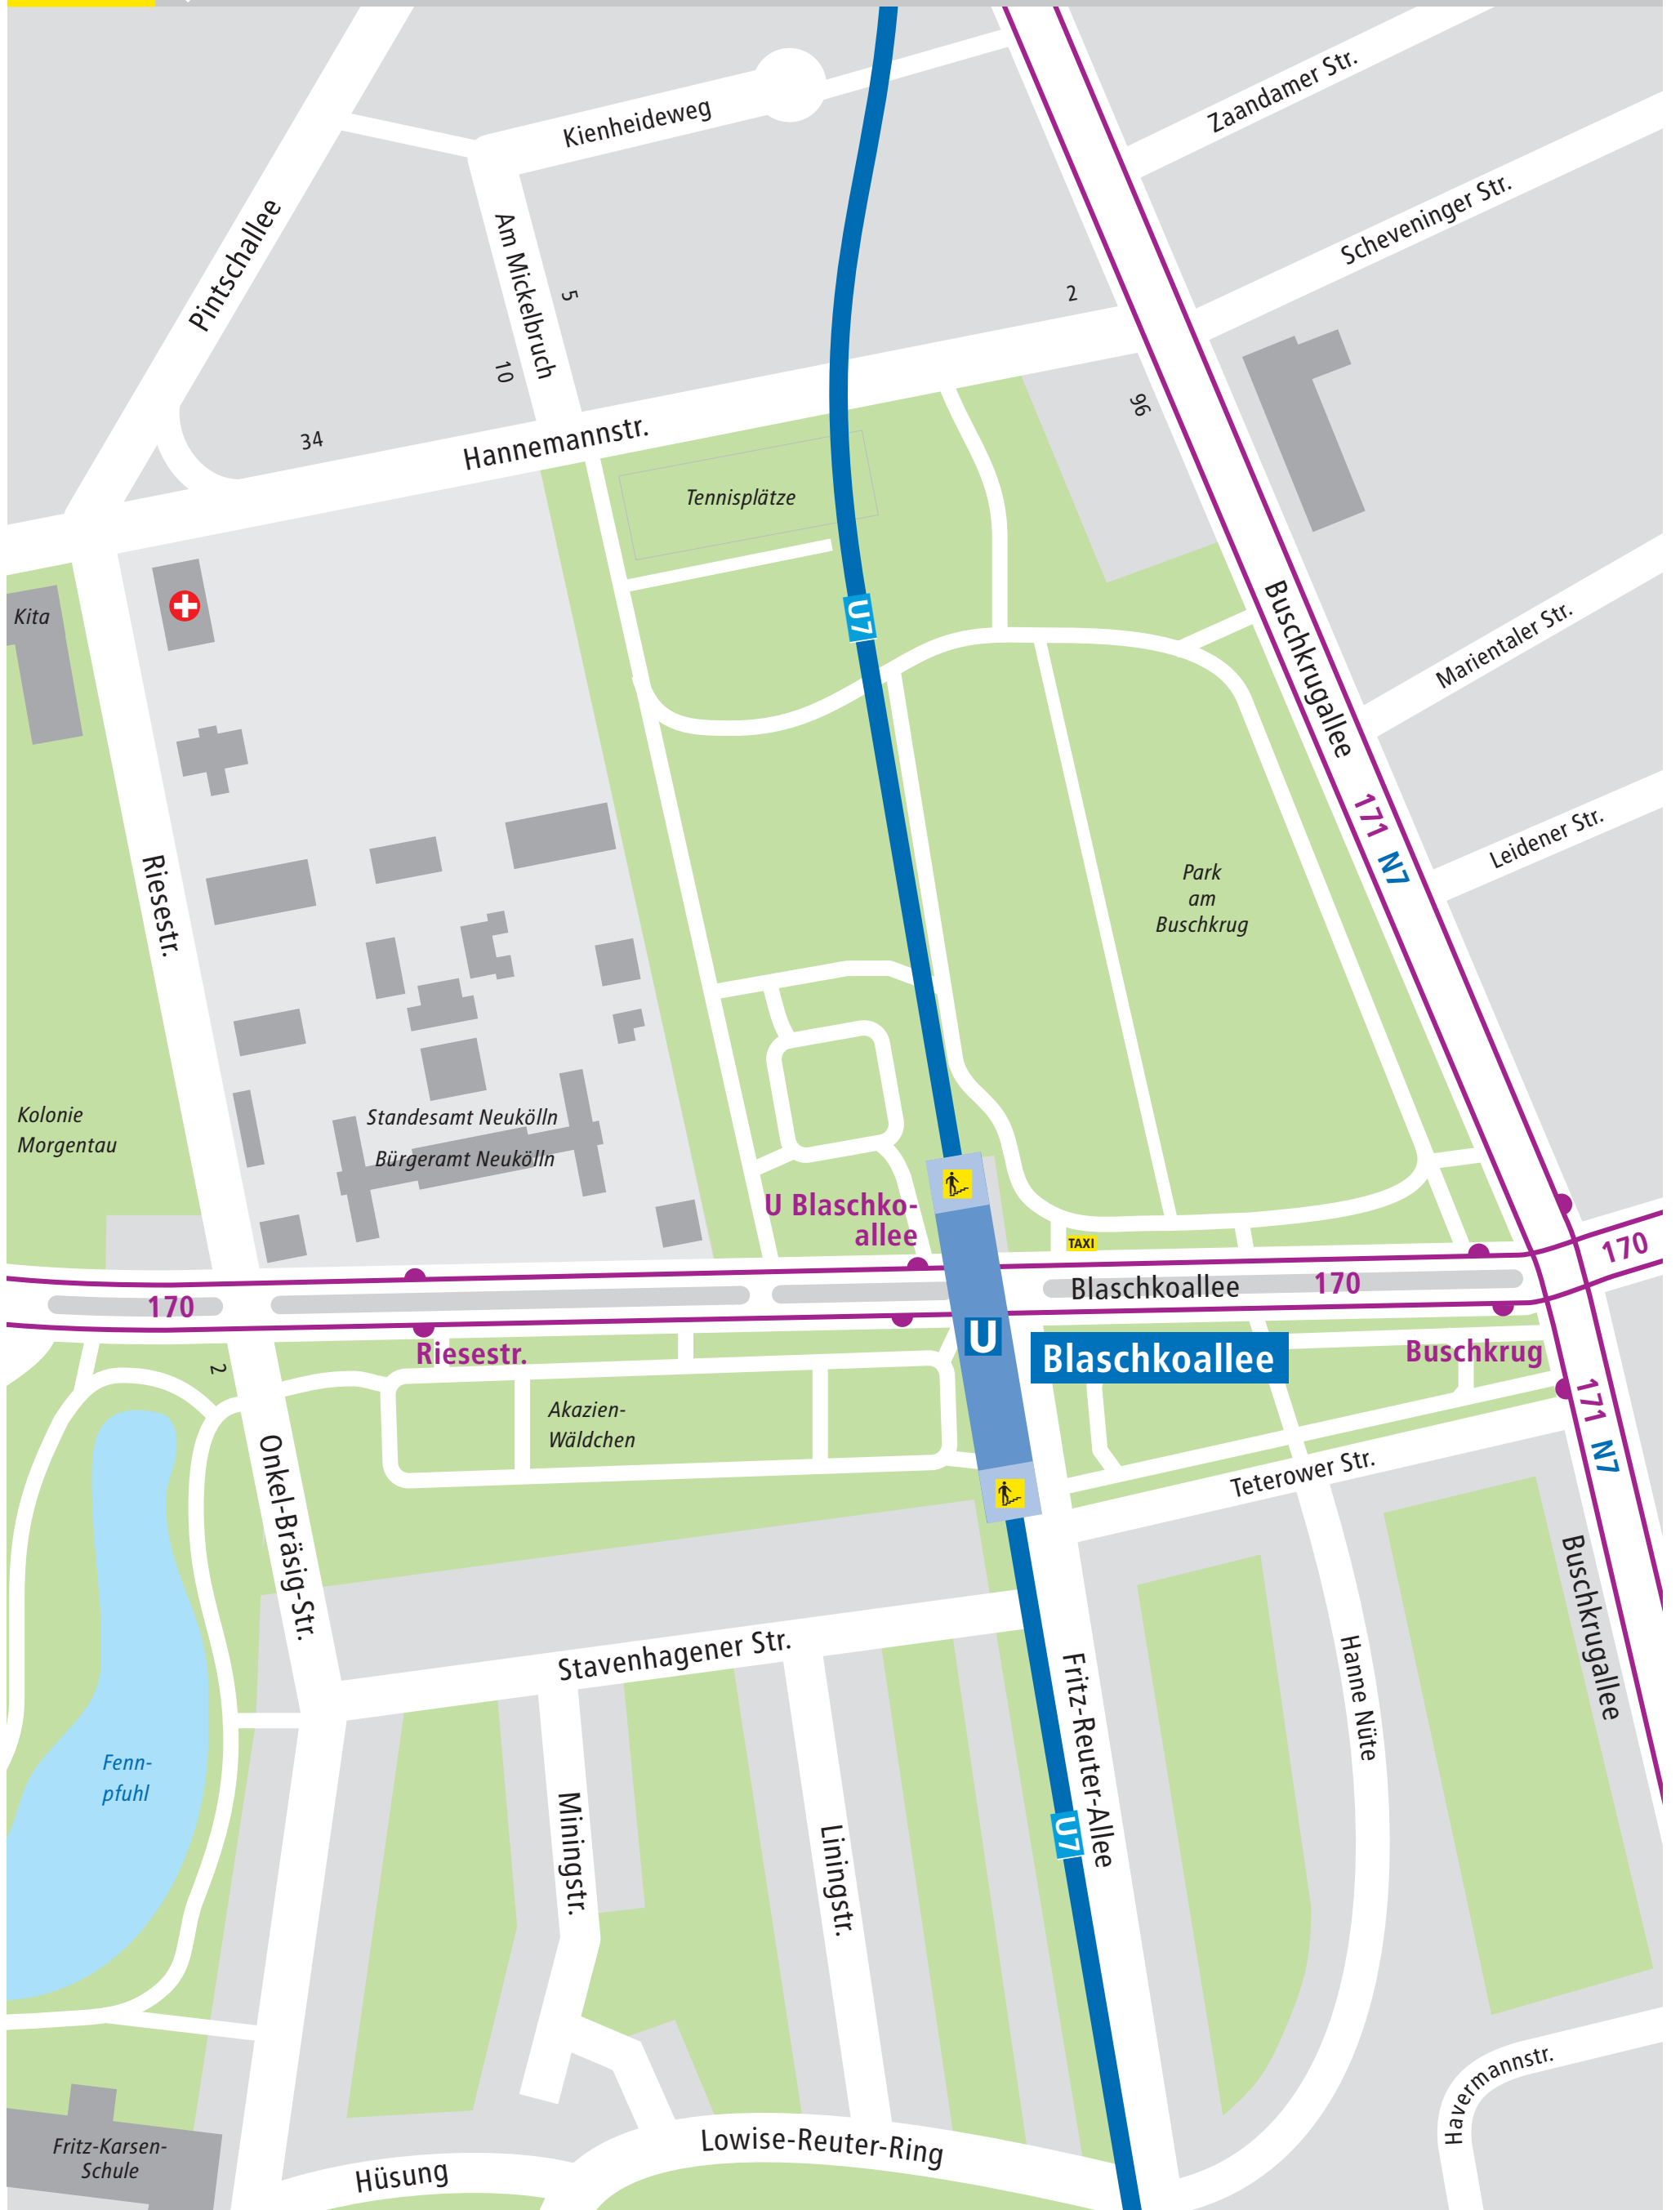 Zaandamer Str.
Kienheideweg
Scheveninger Str.
Pintschallee
Am Mickelbruch
5
2
10
96
34
Hannemannstr.
Tennisplätze
Kita
U7
Buschkrugallee
Marientaler Str.
171
N7
Leidener Str.
Riesestr.
Park
am
Buschkrug
Kolonie
Morgentau
Standesamt Neukölln
Bürgeramt Neukölln
U Blaschko-
allee
TAXI
170
Blaschkoallee
170
170
U
Blaschkoallee
Riesestr.
Buschkrug
2
171
N7
Akazien-
Wäldchen
Onkel-Bräsig-Str.
Teterower Str.
Buschkrugallee
Stavenhagener Str.
Fritz-Reuter-Allee
Hanne Nüte
Fenn-
pfuhl
Miningstr.
Liningstr.
U7
Havermannstr.
Fritz-Karsen-
Schule
Lowise-Reuter-Ring
Hüsung